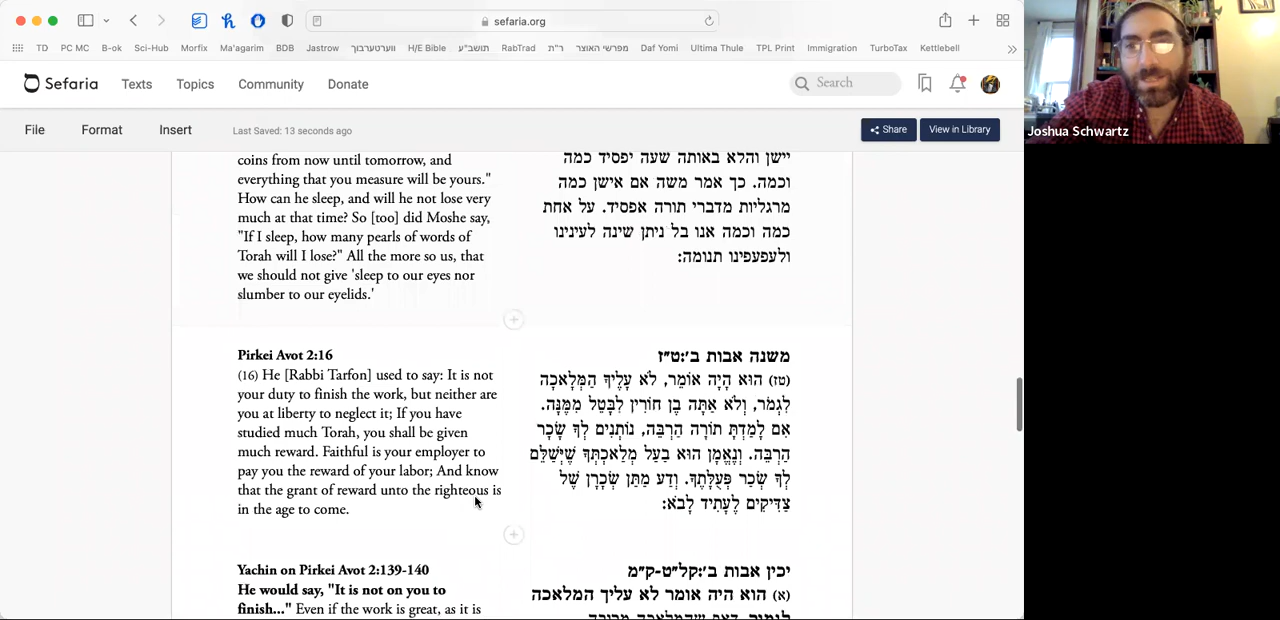 sefaria.org
TD PC MC B-ok Sci-Hub Morfix Ma'agarim BDB Jastrow ווערטערבוך H/E Bible תושב"ע RabTrad ר"ת מפרשי האוצר Daf Yomi Ultima Thule TPL Print Immigration TurboTax Kettlebell
Sefaria Texts Topics Community Donate Search
File Format Insert Last Saved: 13 seconds ago Share View in Library
Joshua Schwartz
coins from now until tomorrow, and
everything that you measure will be yours."
How can he sleep, and will he not lose very
much at that time? So [too] did Moshe say,
"If I sleep, how many pearls of words of
Torah will I lose?" All the more so us, that
we should not give 'sleep to our eyes nor
slumber to our eyelids.'
יישן והלא באותה שעה יפסיד כמה
וכמה. כך אמר משה אם אישן כמה
מרגליות מדברי תורה אפסיד. על אחת
כמה וכמה אנו בל ניתן שינה לעינינו
ולעפעפינו תנומה:
Pirkei Avot 2:16
(16) He [Rabbi Tarfon] used to say: It is not
your duty to finish the work, but neither are
you at liberty to neglect it; If you have
studied much Torah, you shall be given
much reward. Faithful is your employer to
pay you the reward of your labor; And know
that the grant of reward unto the righteous is
in the age to come.
משנה אבות ב׳:ט״ז
(טז) הוּא הָיָה אוֹמֵר, לֹא עָלֶיךָ הַמְּלָאכָה
לִגְמֹר, וְלֹא אַתָּה בֶן חוֹרִין לִבָּטֵל מִמֶּנָּה.
אִם לָמַדְתָּ תוֹרָה הַרְבֵּה, נוֹתְנִים לְךָ שָׂכָר
הַרְבֵּה. וְנֶאֱמָן הוּא בַעַל מְלַאכְתְּךָ שֶׁיְּשַׁלֵּם
לְךָ שְׂכַר פְּעֻלָּתֶךָ. וְדַע מַתַּן שְׂכָרָן שֶׁל
צַדִּיקִים לֶעָתִיד לָבֹא:
Yachin on Pirkei Avot 2:139-140
He would say, "It is not on you to
finish..." Even if the work is great, as it is
יכין אבות ב׳:קל״ט-ק״מ
(א) הוא היה אומר לא עליך המלאכה